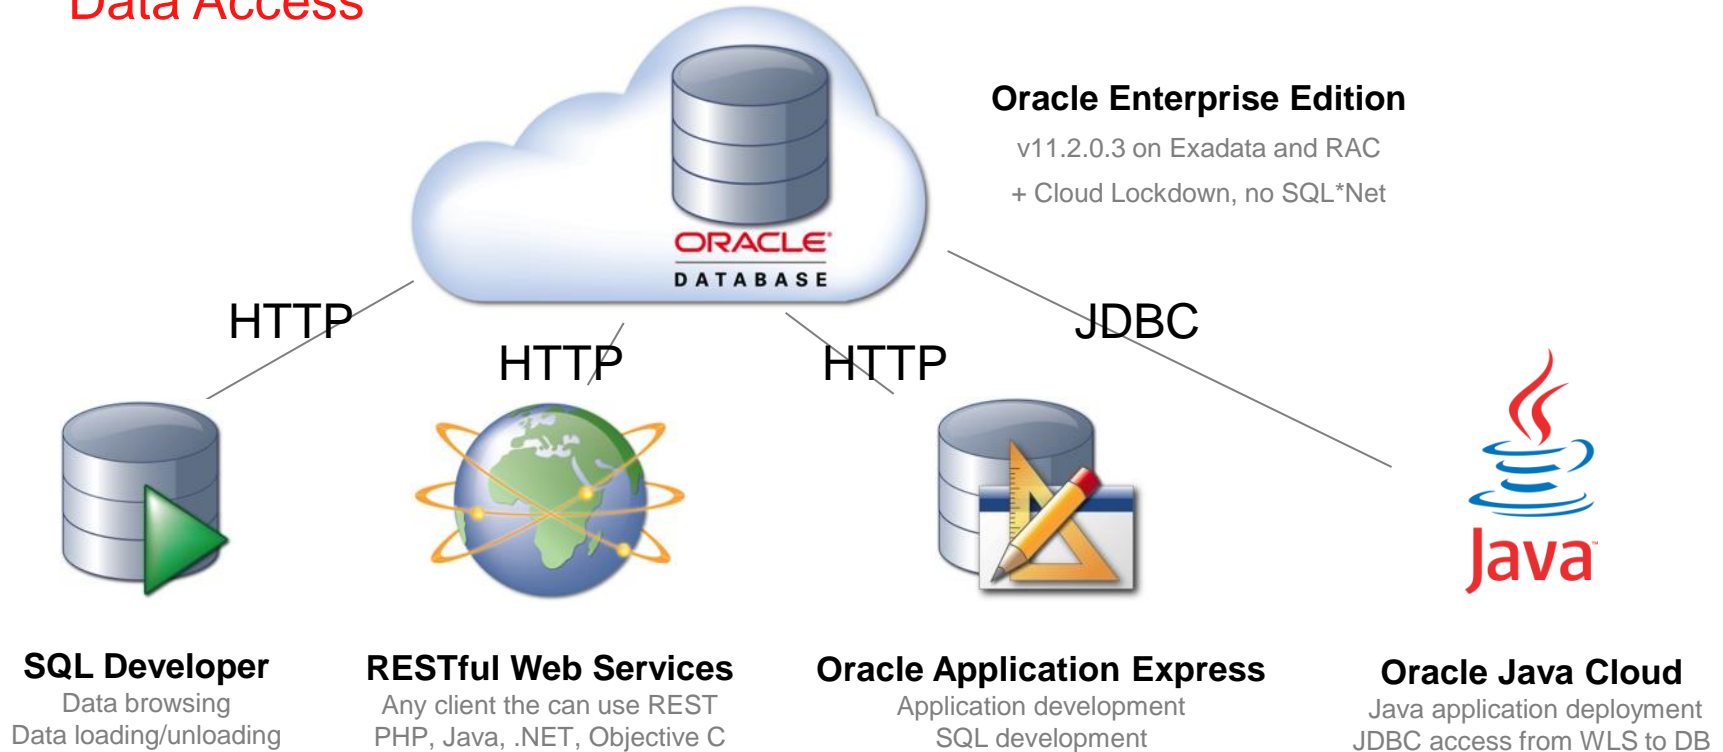 Data Access
Oracle Enterprise Edition
v11.2.0.3 on Exadata and RAC
+ Cloud Lockdown, no SQL*Net
ORACLE
DATABASE
HTTP
HTTP
HTTP
JDBC
Java
SQL Developer
Data browsing
Data loading/unloading
RESTful Web Services
Any client the can use REST
PHP, Java, .NET, Objective C
Oracle Application Express
Application development
SQL development
Oracle Java Cloud
Java application deployment
JDBC access from WLS to DB